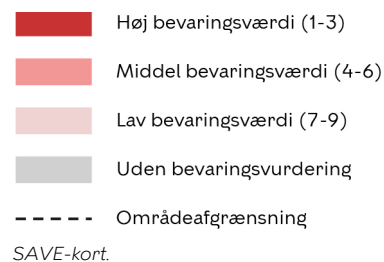 Høj bevaringsværdi (1-3)
Middel bevaringsværdi (4-6)
Lav bevaringsværdi (7-9)
Uden bevaringsvurdering
Områdeafgrænsning
SAVE-kort.